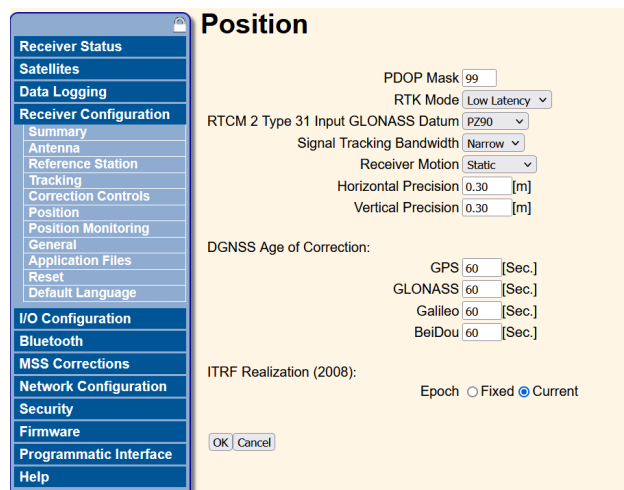 Position
Receiver Status
Satellites
Data Logging
Receiver Configuration
Summary
Antenna
Reference Station
Tracking
Correction Controls
Position
Position Monitoring
General
Application Files
Reset
Default Language
I/O Configuration
Bluetooth
MSS Corrections
Network Configuration
Security
Firmware
Programmatic Interface
Help
PDOP Mask 99
RTK Mode Low Latency
RTCM 2 Type 31 Input GLONASS Datum PZ90
Signal Tracking Bandwidth Narrow
Receiver Motion Static
Horizontal Precision 0.30 [m]
Vertical Precision 0.30 [m]
DGNSS Age of Correction:
GPS 60 [Sec.]
GLONASS 60 [Sec.]
Galileo 60 [Sec.]
BeiDou 60 [Sec.]
ITRF Realization (2008):
Epoch Fixed Current
OK Cancel